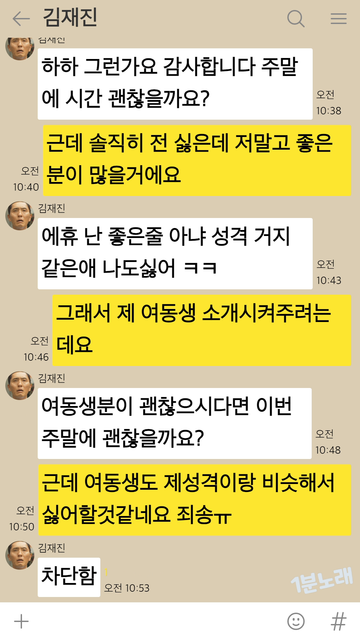 김재진
김재진
하하 그런가요 감사합니다 주말
에 시간 괜찮을까요?
오전
10:38
근데 솔직히 전 싫은데 저말고 좋은
분이 많을거에요
오전
10:40
김재진
에휴 난 좋은줄 아냐 성격 거지
같은애 나도싫어 ㅋㅋ
오전
10:43
그래서 제 여동생 소개시켜주려는
데요
오전
10:46
김재진
여동생분이 괜찮으시다면 이번
주말에 괜찮을까요?
오전
10:48
근데 여동생도 제성격이랑 비슷해서
싫어할것같네요 죄송ㅠ
오전
10:50
김재진
차단함
오전 10:53
1분노래